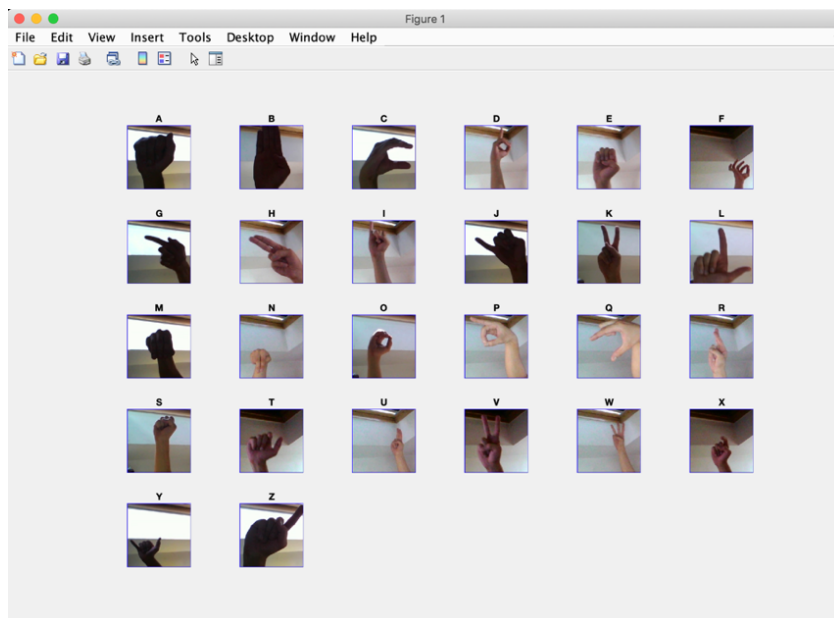 Figure 1
File Edit View Insert Tools Desktop Window Help
A B C D E F
G H I J K L
M N O P Q R
S T U V W X
Y Z